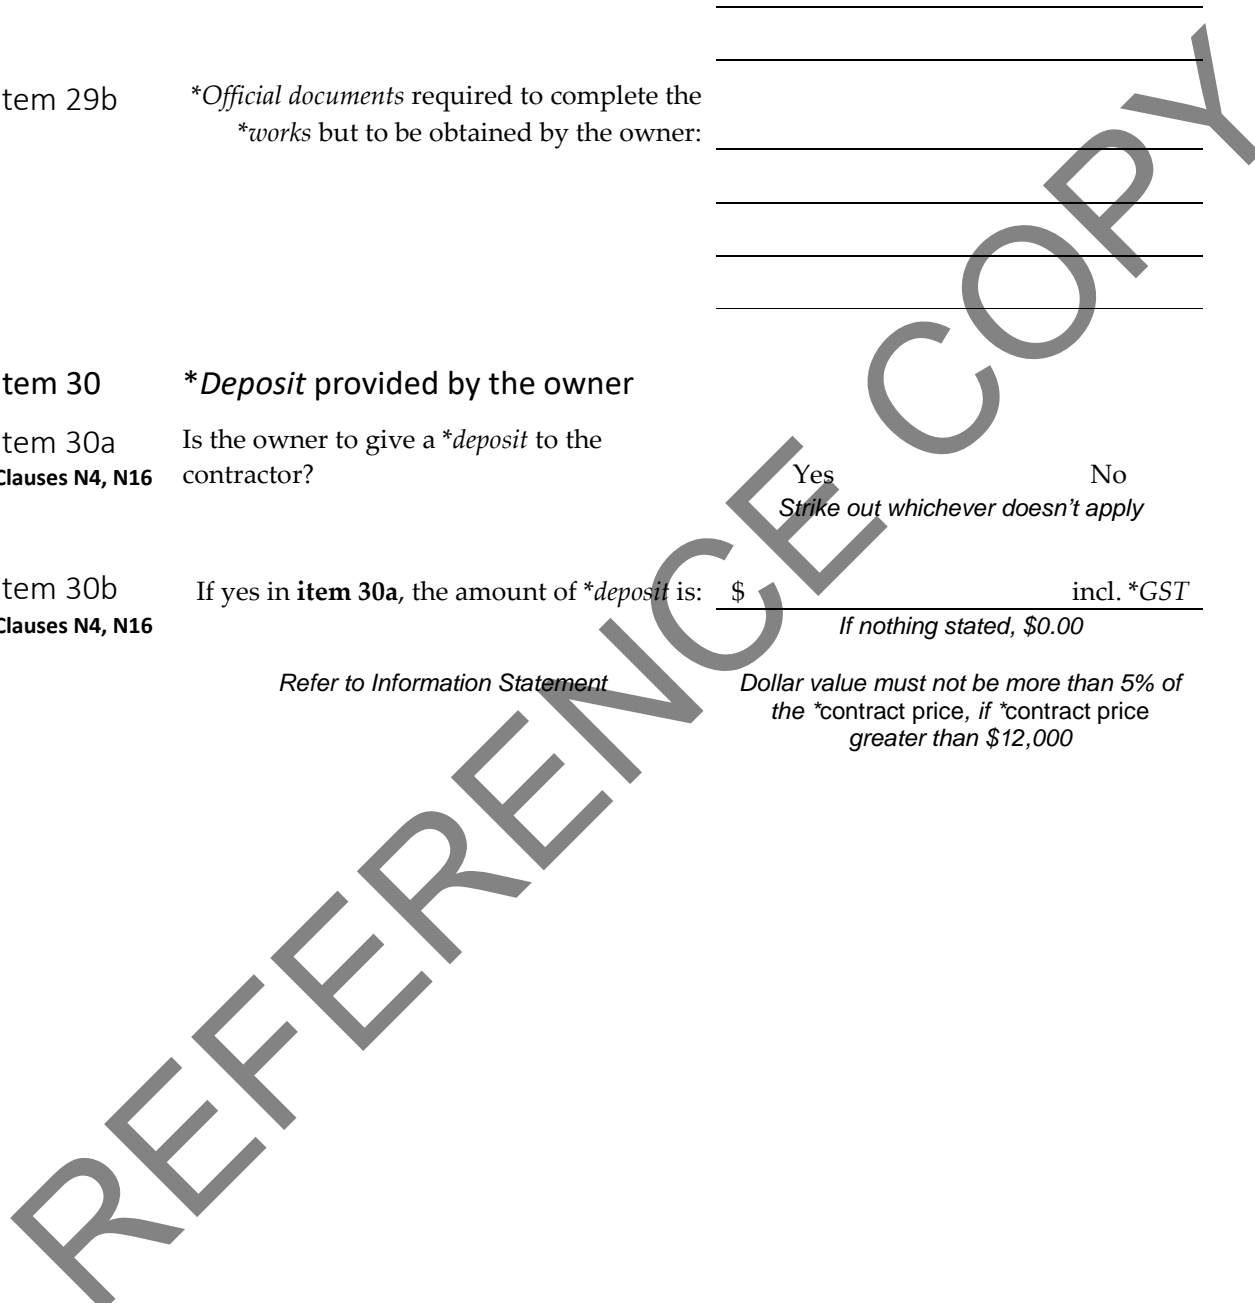 tem 29b *Official documents required to complete the
*works but to be obtained by the owner:
tem 30 *Deposit provided by the owner
tem 30a Is the owner to give a *deposit to the
Clauses N4, N16 contractor? Yes No
Strike out whichever doesn't apply
tem 30b If yes in item 30a, the amount of *deposit is: $ incl. *GST
Clauses N4, N16 If nothing stated, $0.00
Refer to Information Statement Dollar value must not be more than 5% of
the *contract price, if *contract price
greater than $12,000
REFERENCE COPY